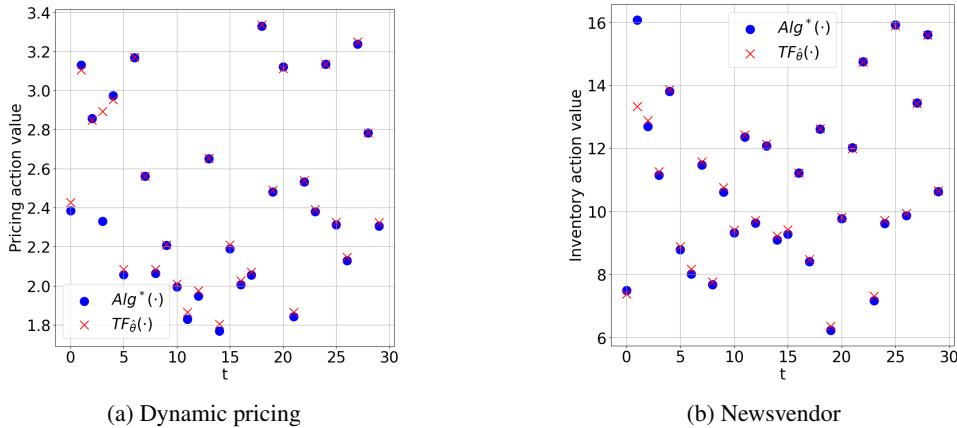 3.4
3.2
3.0
2.8
2.6
2.4
2.2
2.0
1.8
Pricing action value
Alg*(·)
TF_θ̂(·)
0 5 10 15 20 25 30
t
(a) Dynamic pricing
16
14
12
10
8
6
Inventory action value
Alg*(·)
TF_θ̂(·)
0 5 10 15 20 25 30
t
(b) Newsvendor